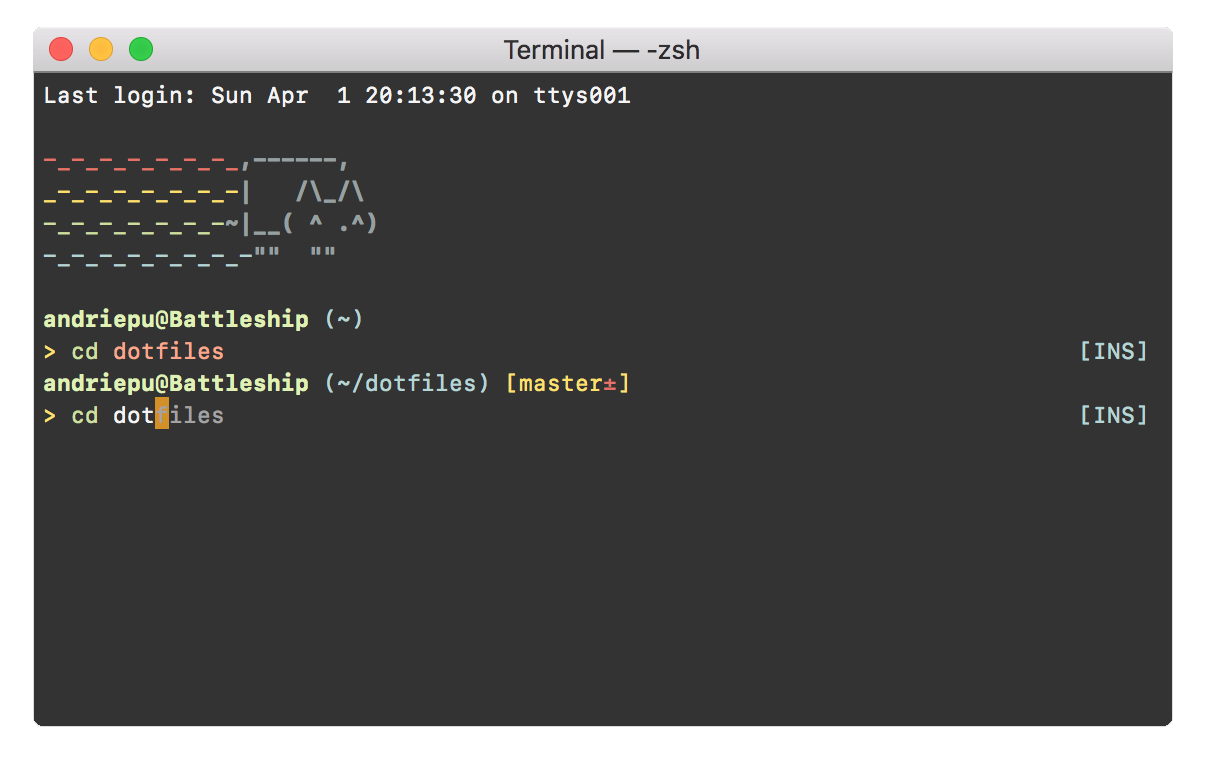 Terminal — -zsh
Last login: Sun Apr  1 20:13:30 on ttys001
-_-_-_-_-_-_-_,------,
_-_-_-_-_-_-_-|   /\_/\
-_-_-_-_-_-_-~|__( ^ .^)
-_-_-_-_-_-_-_-""  ""
andriepu@Battleship (~)
> cd dotfiles [INS]
andriepu@Battleship (~/dotfiles) [master±]
> cd dotfiles [INS]